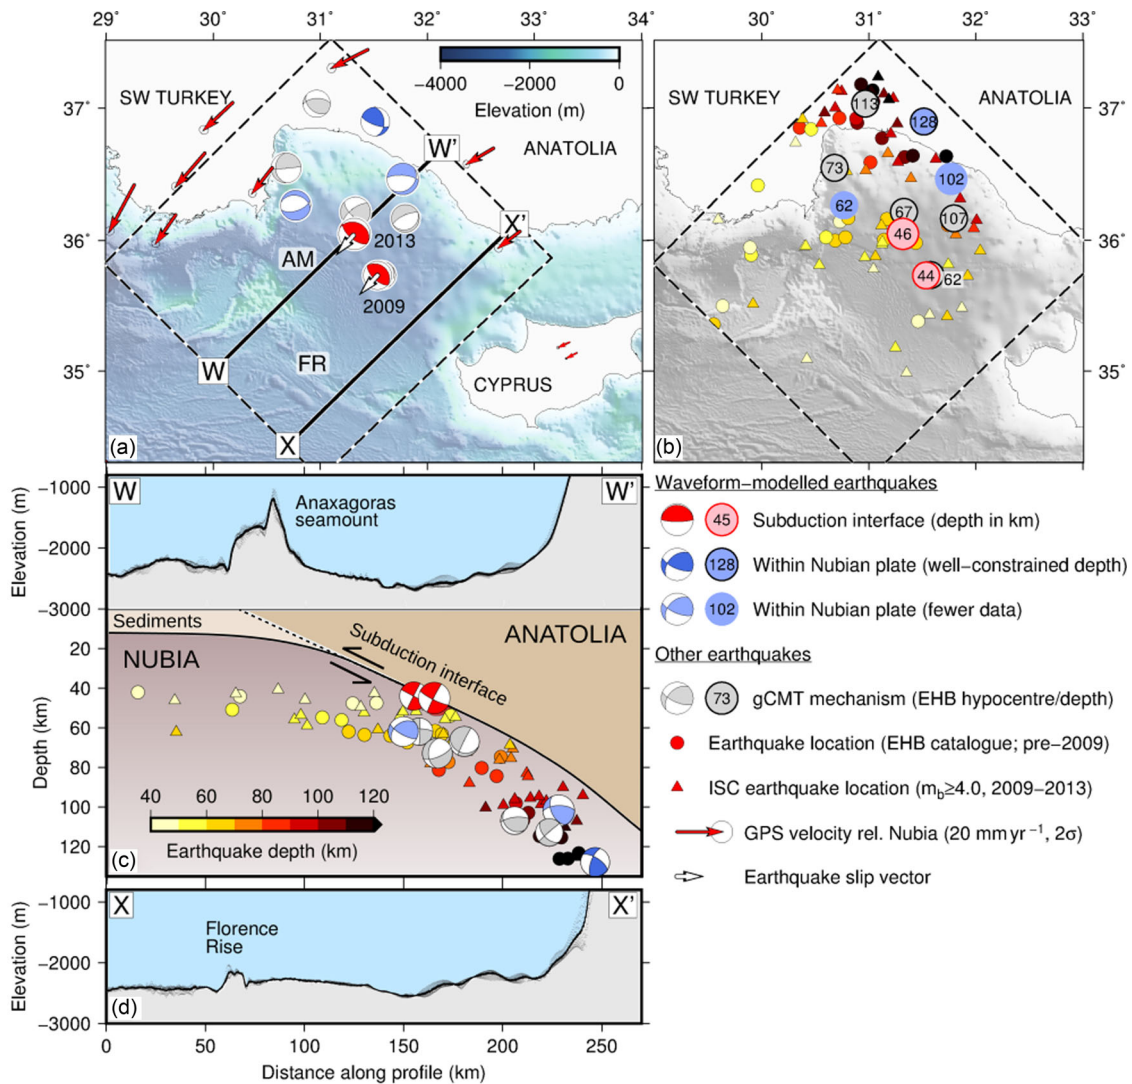 29° 30° 31° 32° 33° 34°
30° 31° 32° 33°
37°
36°
35°
SW TURKEY
−4000 −2000 0
Elevation (m)
ANATOLIA
W'
X'
2013
AM
2009
FR
W
X
CYPRUS
(a)
SW TURKEY
ANATOLIA
113
128
73
102
62
67
107
46
44
62
(b)
37°
36°
35°
W
W'
Anaxagoras
seamount
Elevation (m)
−1000
−2000
−3000
Sediments
NUBIA
ANATOLIA
Subduction interface
Depth (km)
20
40
60
80
100
120
40 60 80 100 120
Earthquake depth (km)
(c)
X
X'
Florence
Rise
Elevation (m)
−1000
−2000
−3000
(d)
0 50 100 150 200 250
Distance along profile (km)
Waveform−modelled earthquakes
45 Subduction interface (depth in km)
128 Within Nubian plate (well−constrained depth)
102 Within Nubian plate (fewer data)
Other earthquakes
73 gCMT mechanism (EHB hypocentre/depth)
Earthquake location (EHB catalogue; pre−2009)
ISC earthquake location (mb≥4.0, 2009−2013)
GPS velocity rel. Nubia (20 mm yr −1, 2σ)
Earthquake slip vector